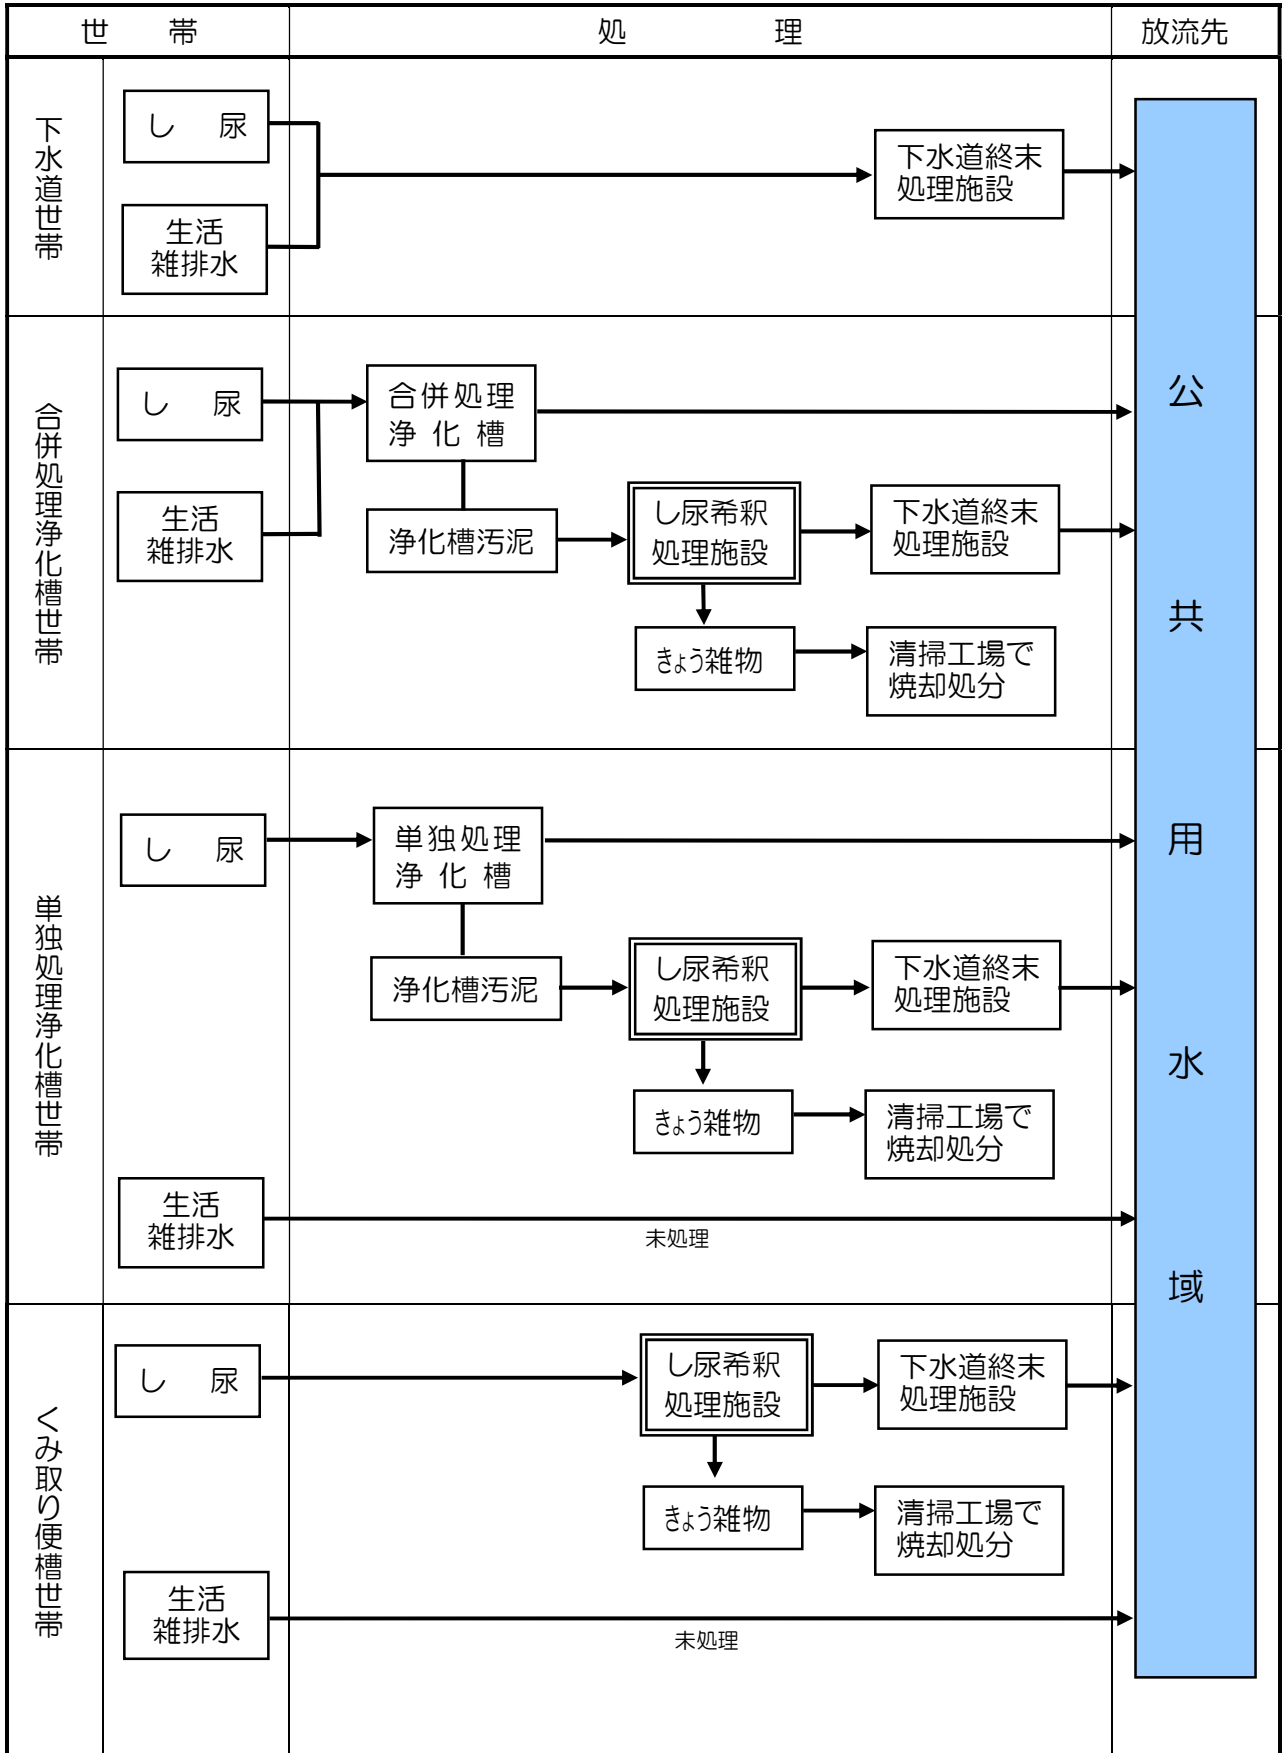 世　帯
処　理
放流先
下水道世帯
し　尿
生活
雑排水
下水道終末
処理施設
公共用水域
合併処理浄化槽世帯
し　尿
生活
雑排水
合併処理
浄化槽
浄化槽汚泥
し尿希釈
処理施設
下水道終末
処理施設
きょう雑物
清掃工場で
焼却処分
単独処理浄化槽世帯
し　尿
単独処理
浄化槽
浄化槽汚泥
し尿希釈
処理施設
下水道終末
処理施設
きょう雑物
清掃工場で
焼却処分
生活
雑排水
未処理
くみ取り便槽世帯
し　尿
し尿希釈
処理施設
下水道終末
処理施設
きょう雑物
清掃工場で
焼却処分
生活
雑排水
未処理